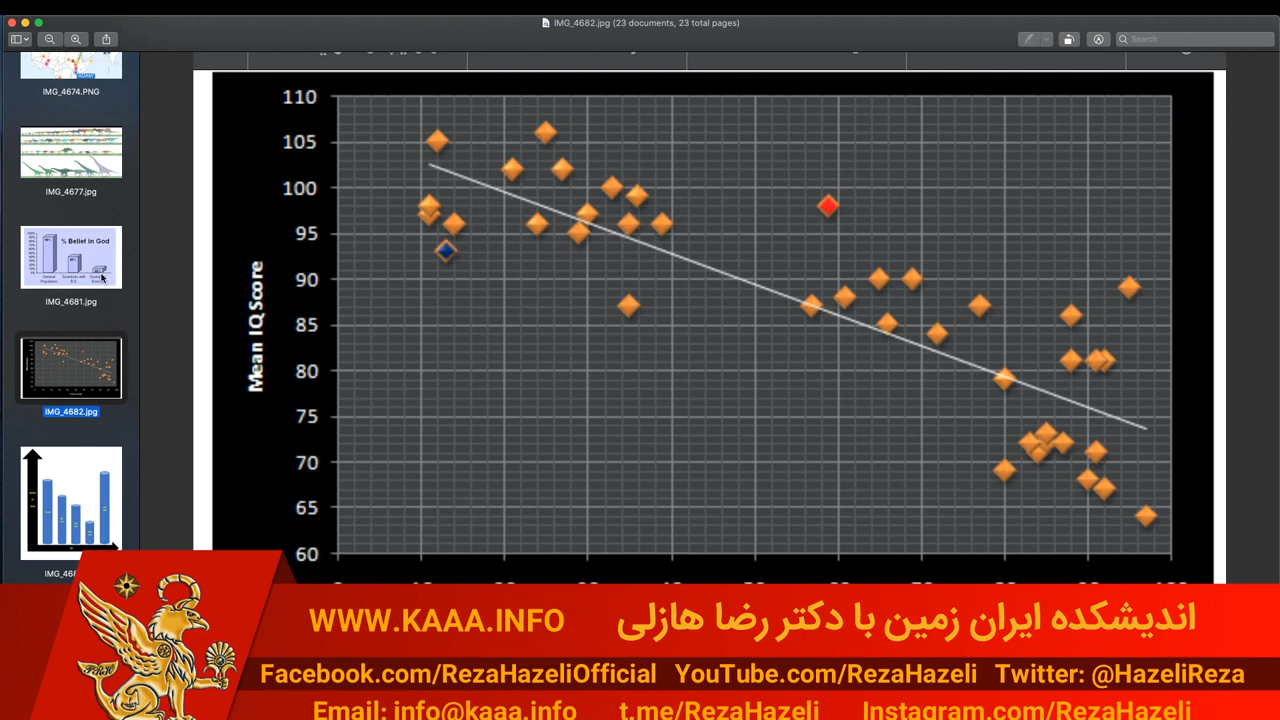 IMG_4682.jpg (23 documents, 23 total pages)
Search
IMG_4674.PNG
IMG_4677.jpg
% Belief in God
IMG_4681.jpg
IMG_4682.jpg
110
105
100
95
90
85
80
75
70
65
60
Mean IQ Score
WWW.KAAA.INFO اندیشکده ایران زمین با دکتر رضا هازلی
Facebook.com/RezaHazeliOfficial YouTube.com/RezaHazeli Twitter: @HazeliReza
Email: info@kaaa.info t.me/RezaHazeli Instagram.com/RezaHazeli